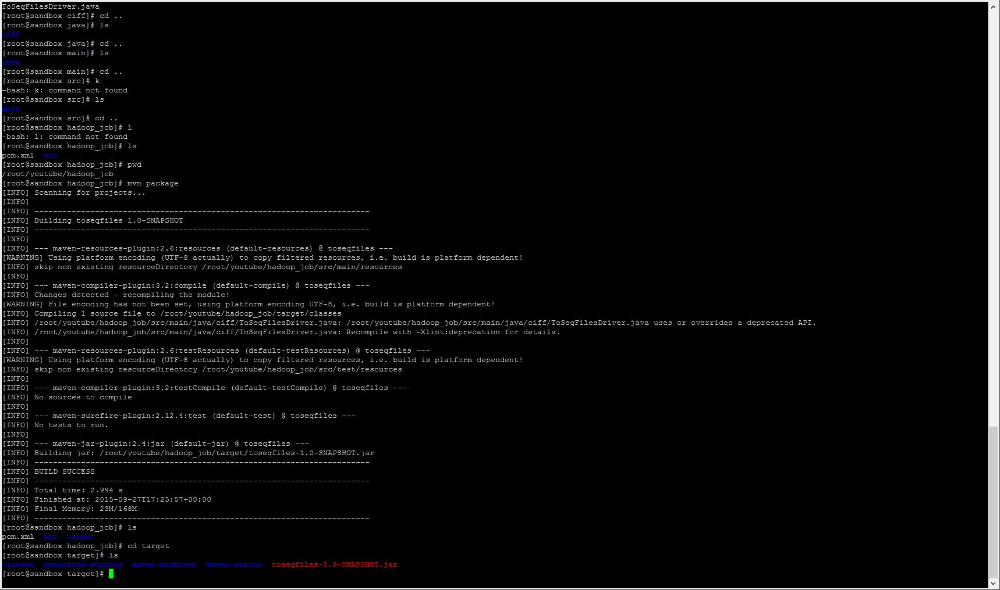 ToSeqFilesDriver.java
[root@sandbox ciff]# cd ..
[root@sandbox java]# ls
ciff
[root@sandbox java]# cd ..
[root@sandbox main]# ls
java
[root@sandbox main]# cd ..
[root@sandbox src]# k
-bash: k: command not found
[root@sandbox src]# ls
main
[root@sandbox src]# cd ..
[root@sandbox hadoop_job]# l
-bash: l: command not found
[root@sandbox hadoop_job]# ls
pom.xml  src
[root@sandbox hadoop_job]# pwd
/root/youtube/hadoop_job
[root@sandbox hadoop_job]# mvn package
[INFO] Scanning for projects...
[INFO]
[INFO] ------------------------------------------------------------------------
[INFO] Building toseqfiles 1.0-SNAPSHOT
[INFO] ------------------------------------------------------------------------
[INFO]
[INFO] --- maven-resources-plugin:2.6:resources (default-resources) @ toseqfiles ---
[WARNING] Using platform encoding (UTF-8 actually) to copy filtered resources, i.e. build is platform dependent!
[INFO] skip non existing resourceDirectory /root/youtube/hadoop_job/src/main/resources
[INFO]
[INFO] --- maven-compiler-plugin:3.2:compile (default-compile) @ toseqfiles ---
[INFO] Changes detected - recompiling the module!
[WARNING] File encoding has not been set, using platform encoding UTF-8, i.e. build is platform dependent!
[INFO] Compiling 1 source file to /root/youtube/hadoop_job/target/classes
[INFO] /root/youtube/hadoop_job/src/main/java/ciff/ToSeqFilesDriver.java: /root/youtube/hadoop_job/src/main/java/ciff/ToSeqFilesDriver.java uses or overrides a deprecated API.
[INFO] /root/youtube/hadoop_job/src/main/java/ciff/ToSeqFilesDriver.java: Recompile with -Xlint:deprecation for details.
[INFO]
[INFO] --- maven-resources-plugin:2.6:testResources (default-testResources) @ toseqfiles ---
[WARNING] Using platform encoding (UTF-8 actually) to copy filtered resources, i.e. build is platform dependent!
[INFO] skip non existing resourceDirectory /root/youtube/hadoop_job/src/test/resources
[INFO]
[INFO] --- maven-compiler-plugin:3.2:testCompile (default-testCompile) @ toseqfiles ---
[INFO] No sources to compile
[INFO]
[INFO] --- maven-surefire-plugin:2.12.4:test (default-test) @ toseqfiles ---
[INFO] No tests to run.
[INFO]
[INFO] --- maven-jar-plugin:2.4:jar (default-jar) @ toseqfiles ---
[INFO] Building jar: /root/youtube/hadoop_job/target/toseqfiles-1.0-SNAPSHOT.jar
[INFO] ------------------------------------------------------------------------
[INFO] BUILD SUCCESS
[INFO] ------------------------------------------------------------------------
[INFO] Total time: 2.994 s
[INFO] Finished at: 2015-09-27T17:25:57+00:00
[INFO] Final Memory: 23M/168M
[INFO] ------------------------------------------------------------------------
[root@sandbox hadoop_job]# ls
pom.xml  src  target
[root@sandbox hadoop_job]# cd target
[root@sandbox target]# ls
classes  generated-sources  maven-archiver  maven-status  toseqfiles-1.0-SNAPSHOT.jar
[root@sandbox target]#